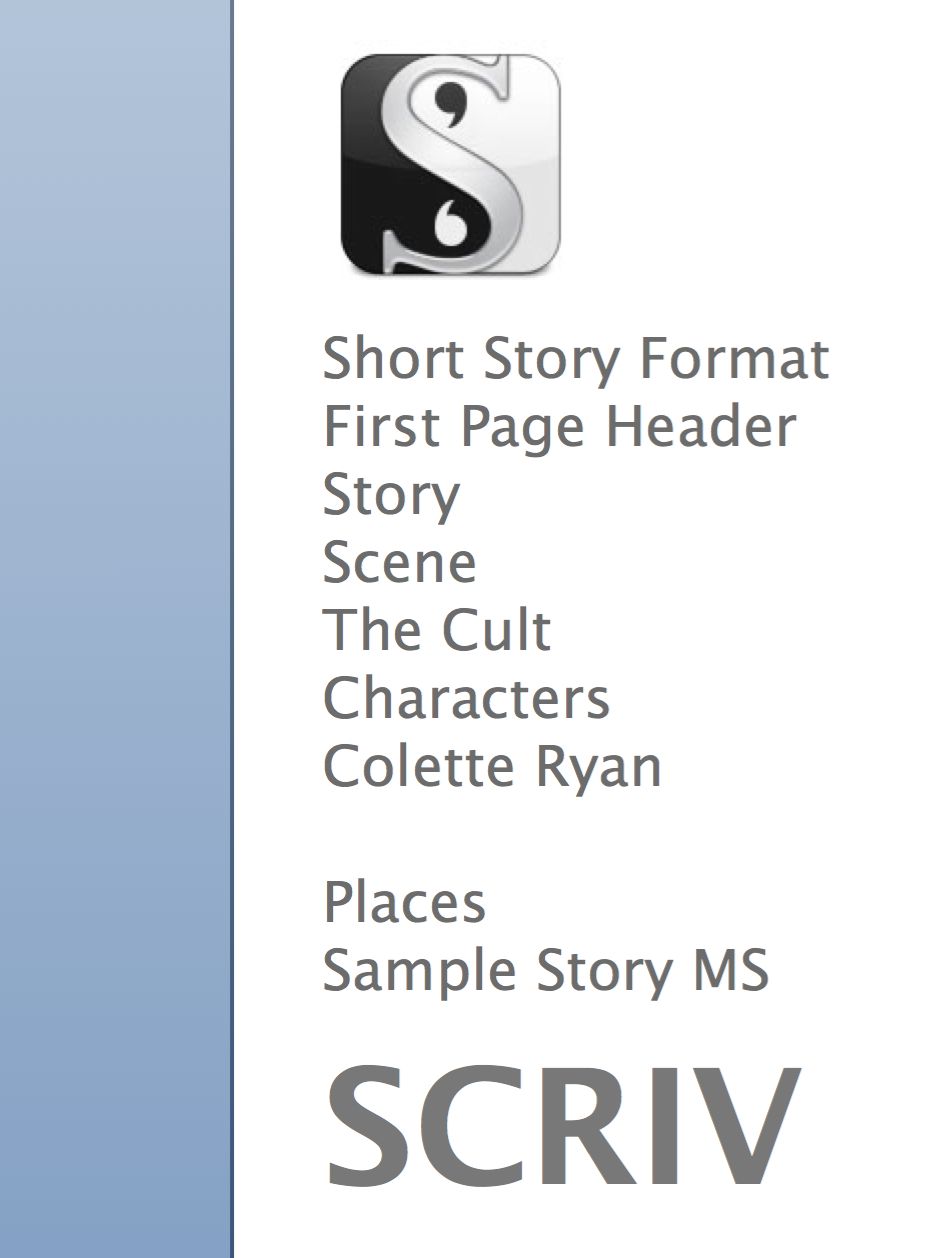 Short Story Format
First Page Header
Story
Scene
The Cult
Characters
Colette Ryan
Places
Sample Story MS
SCRIV